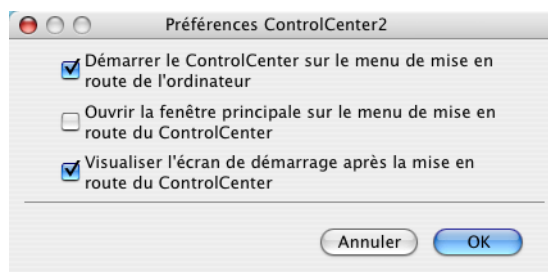 Préférences ControlCenter2
Démarrer le ControlCenter sur le menu de mise en
route de l'ordinateur
Ouvrir la fenêtre principale sur le menu de mise en
route du ControlCenter
Visualiser l'écran de démarrage après la mise en
route du ControlCenter
Annuler OK